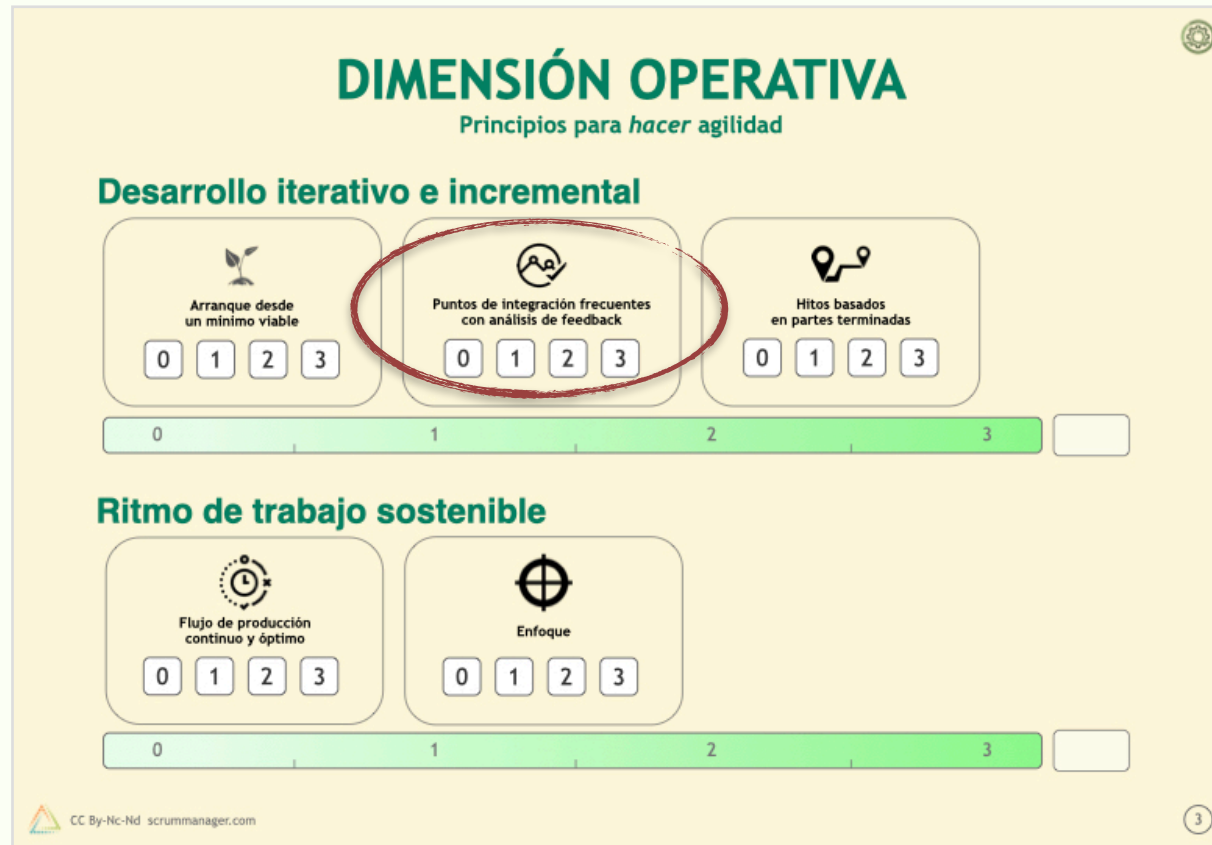 DIMENSIÓN OPERATIVA
Principios para hacer agilidad
Desarrollo iterativo e incremental
Arranque desde
un mínimo viable
0 1 2 3
Puntos de integración frecuentes
con análisis de feedback
0 1 2 3
Hitos basados
en partes terminadas
0 1 2 3
0 1 2 3
Ritmo de trabajo sostenible
Flujo de producción
continuo y óptimo
0 1 2 3
Enfoque
0 1 2 3
0 1 2 3
CC By-Nc-Nd scrummanager.com
3